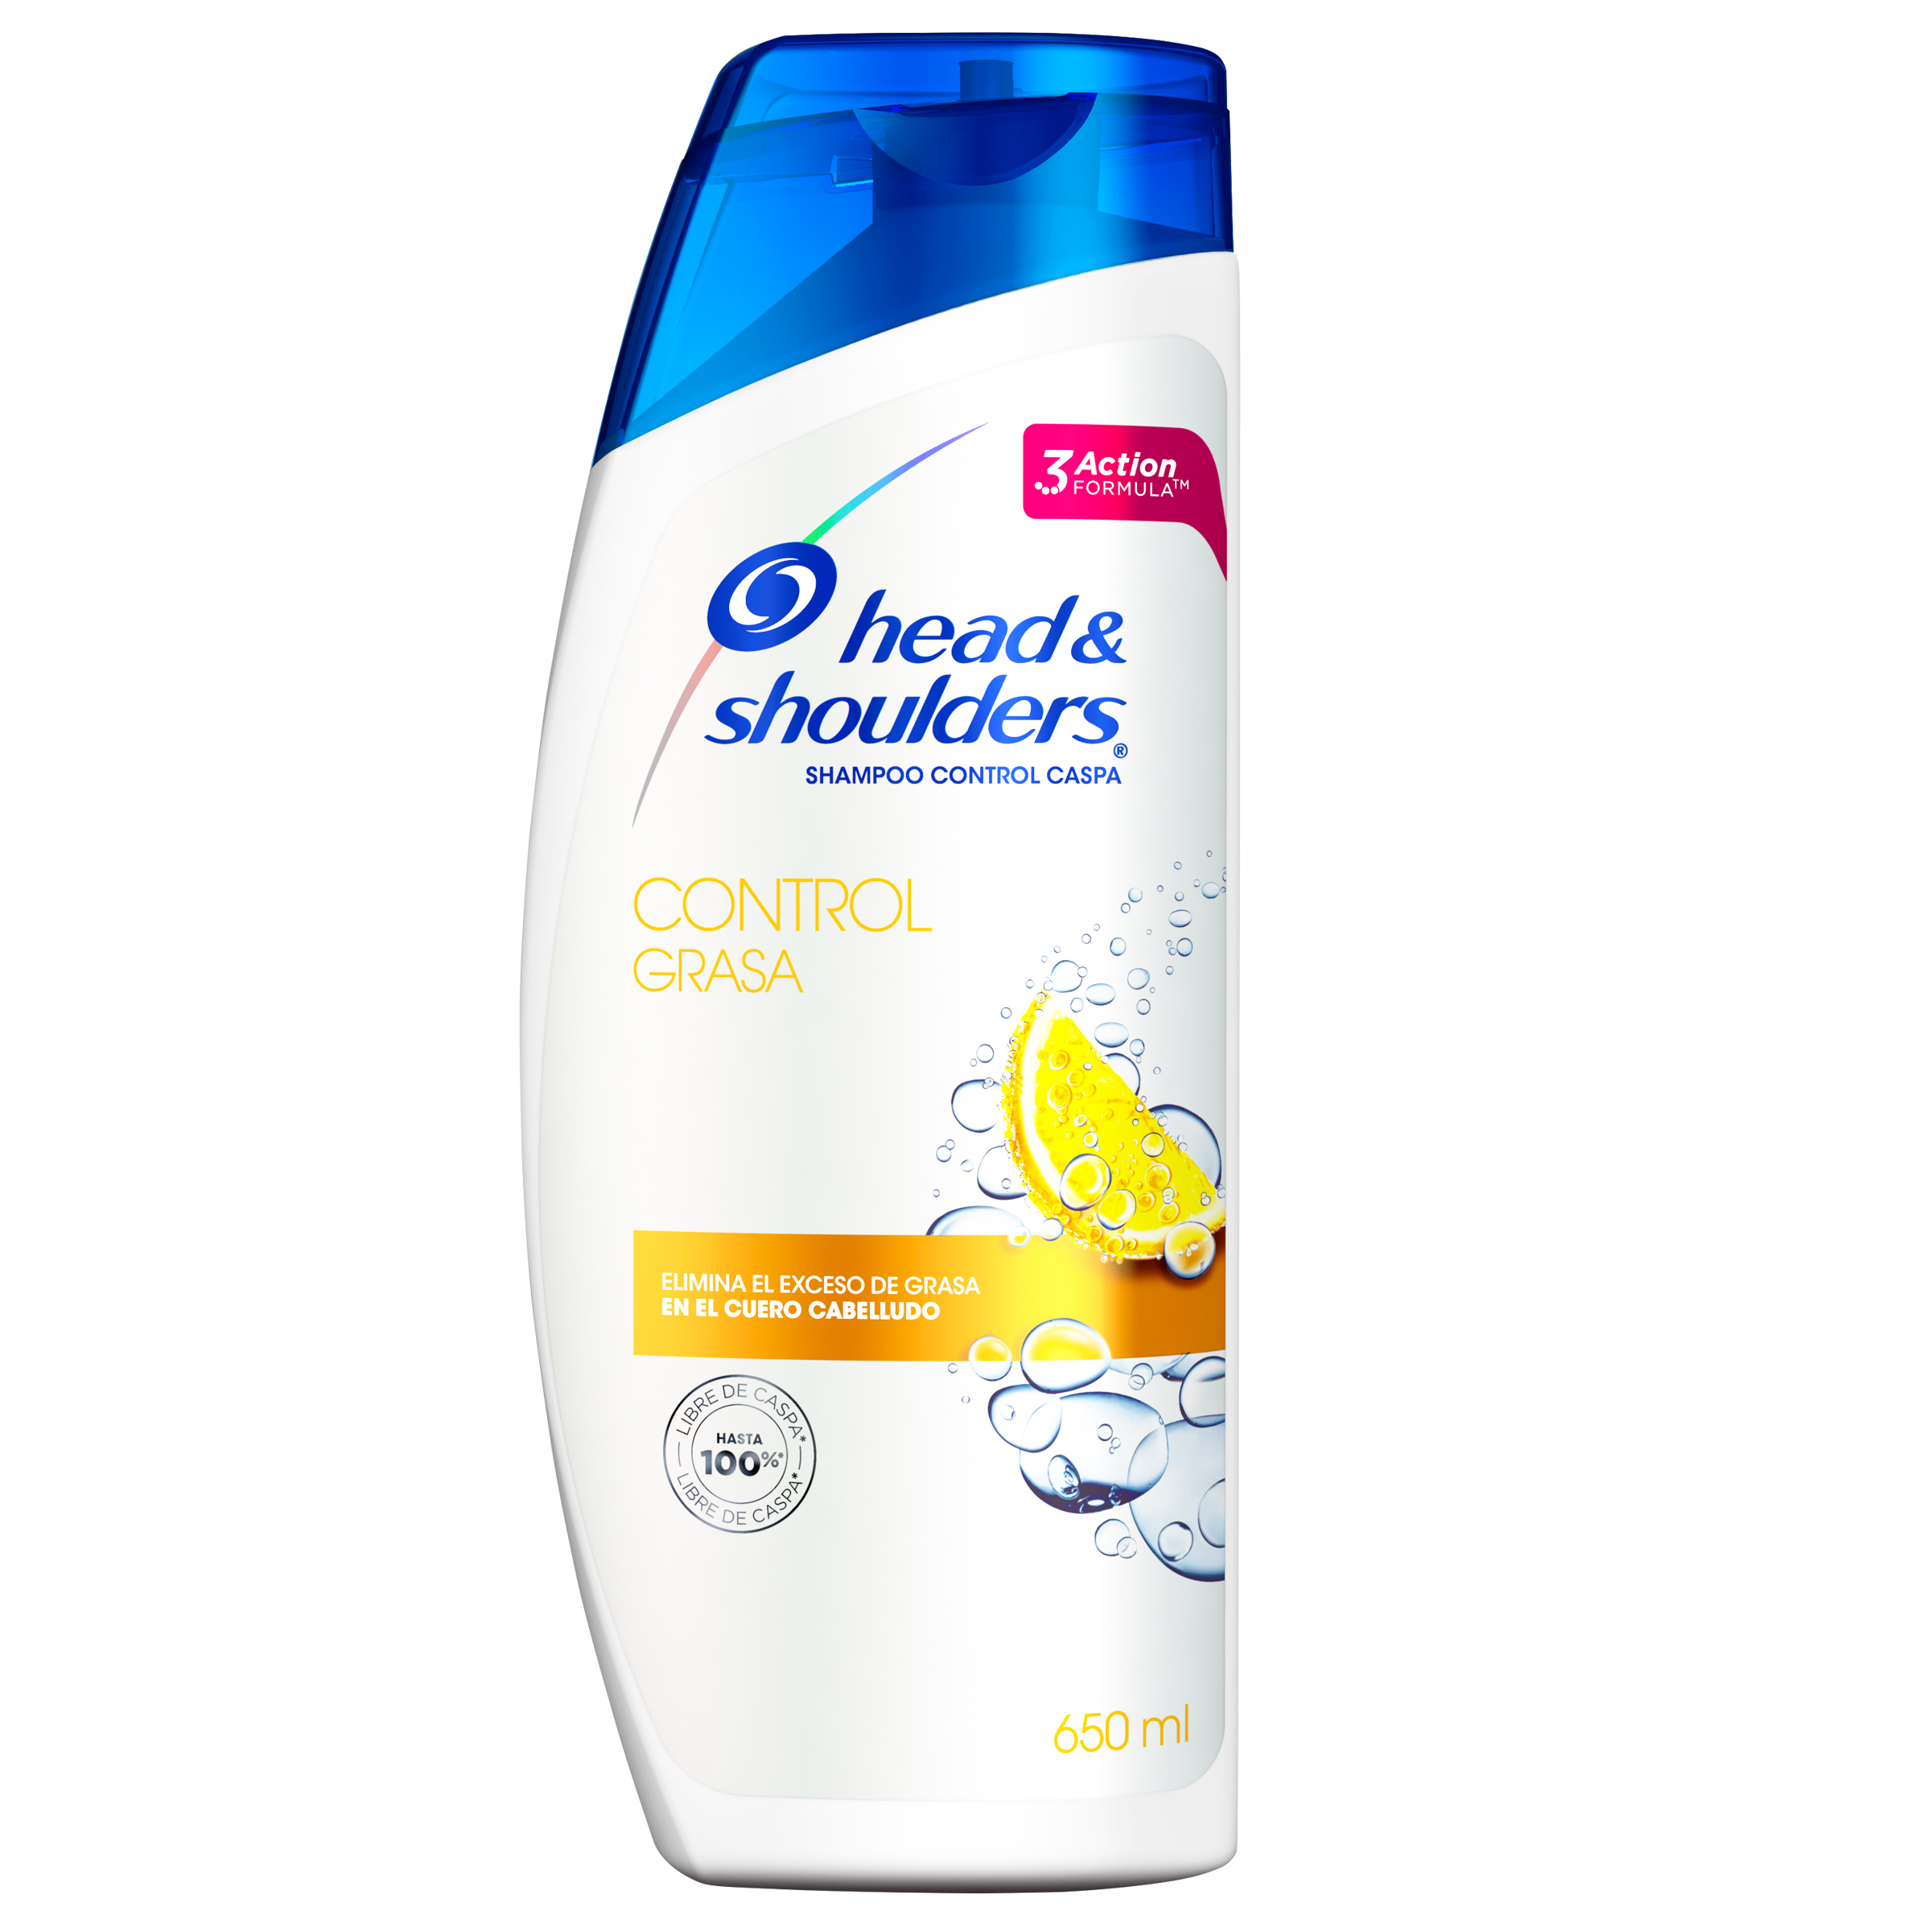 3 Action
FORMULA™
head &
shoulders®
SHAMPOO CONTROL CASPA
CONTROL
GRASA
ELIMINA EL EXCESO DE GRASA
EN EL CUERO CABELLUDO
LIBRE DE CASPA*
HASTA
100%*
LIBRE DE CASPA*
650 ml